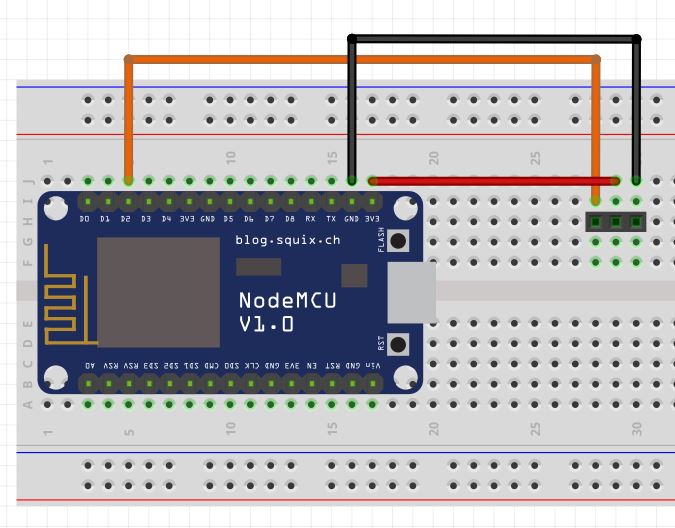 1 10 15 20 25 30
J I H G F E D C B A
D0 D1 D2 D3 D4 3V3 GND D5 D6 D7 D8 RX TX GND 3V3
blog.squix.ch
FLASH
NodeMCU
V1.0
RST
A0 RSV RSV SD3 SD2 SD1 CMD SD0 CLK GND 3V3 EN RST GND Vin
1 5 10 15 20 25 30